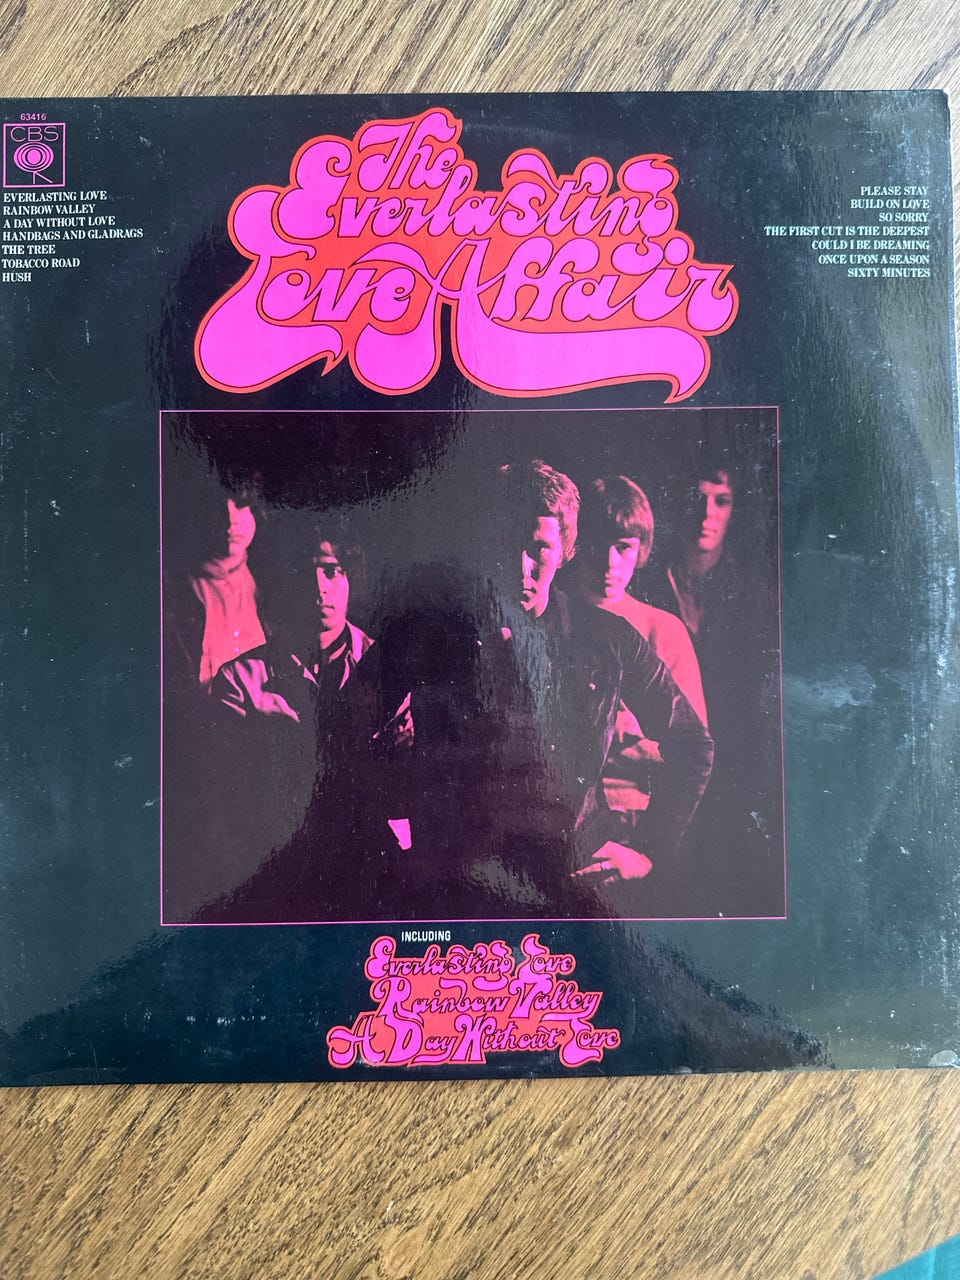 63416
CBS
EVERLASTING LOVE
RAINBOW VALLEY
A DAY WITHOUT LOVE
HANDBAGS AND GLADRAGS
THE TREE
TOBACCO ROAD
HUSH
The
Everlasting
Love Affair
PLEASE STAY
BUILD ON LOVE
SO SORRY
THE FIRST CUT IS THE DEEPEST
COULD I BE DREAMING
ONCE UPON A SEASON
SIXTY MINUTES
INCLUDING
Everlasting Love
Rainbow Valley
A Day Without Love